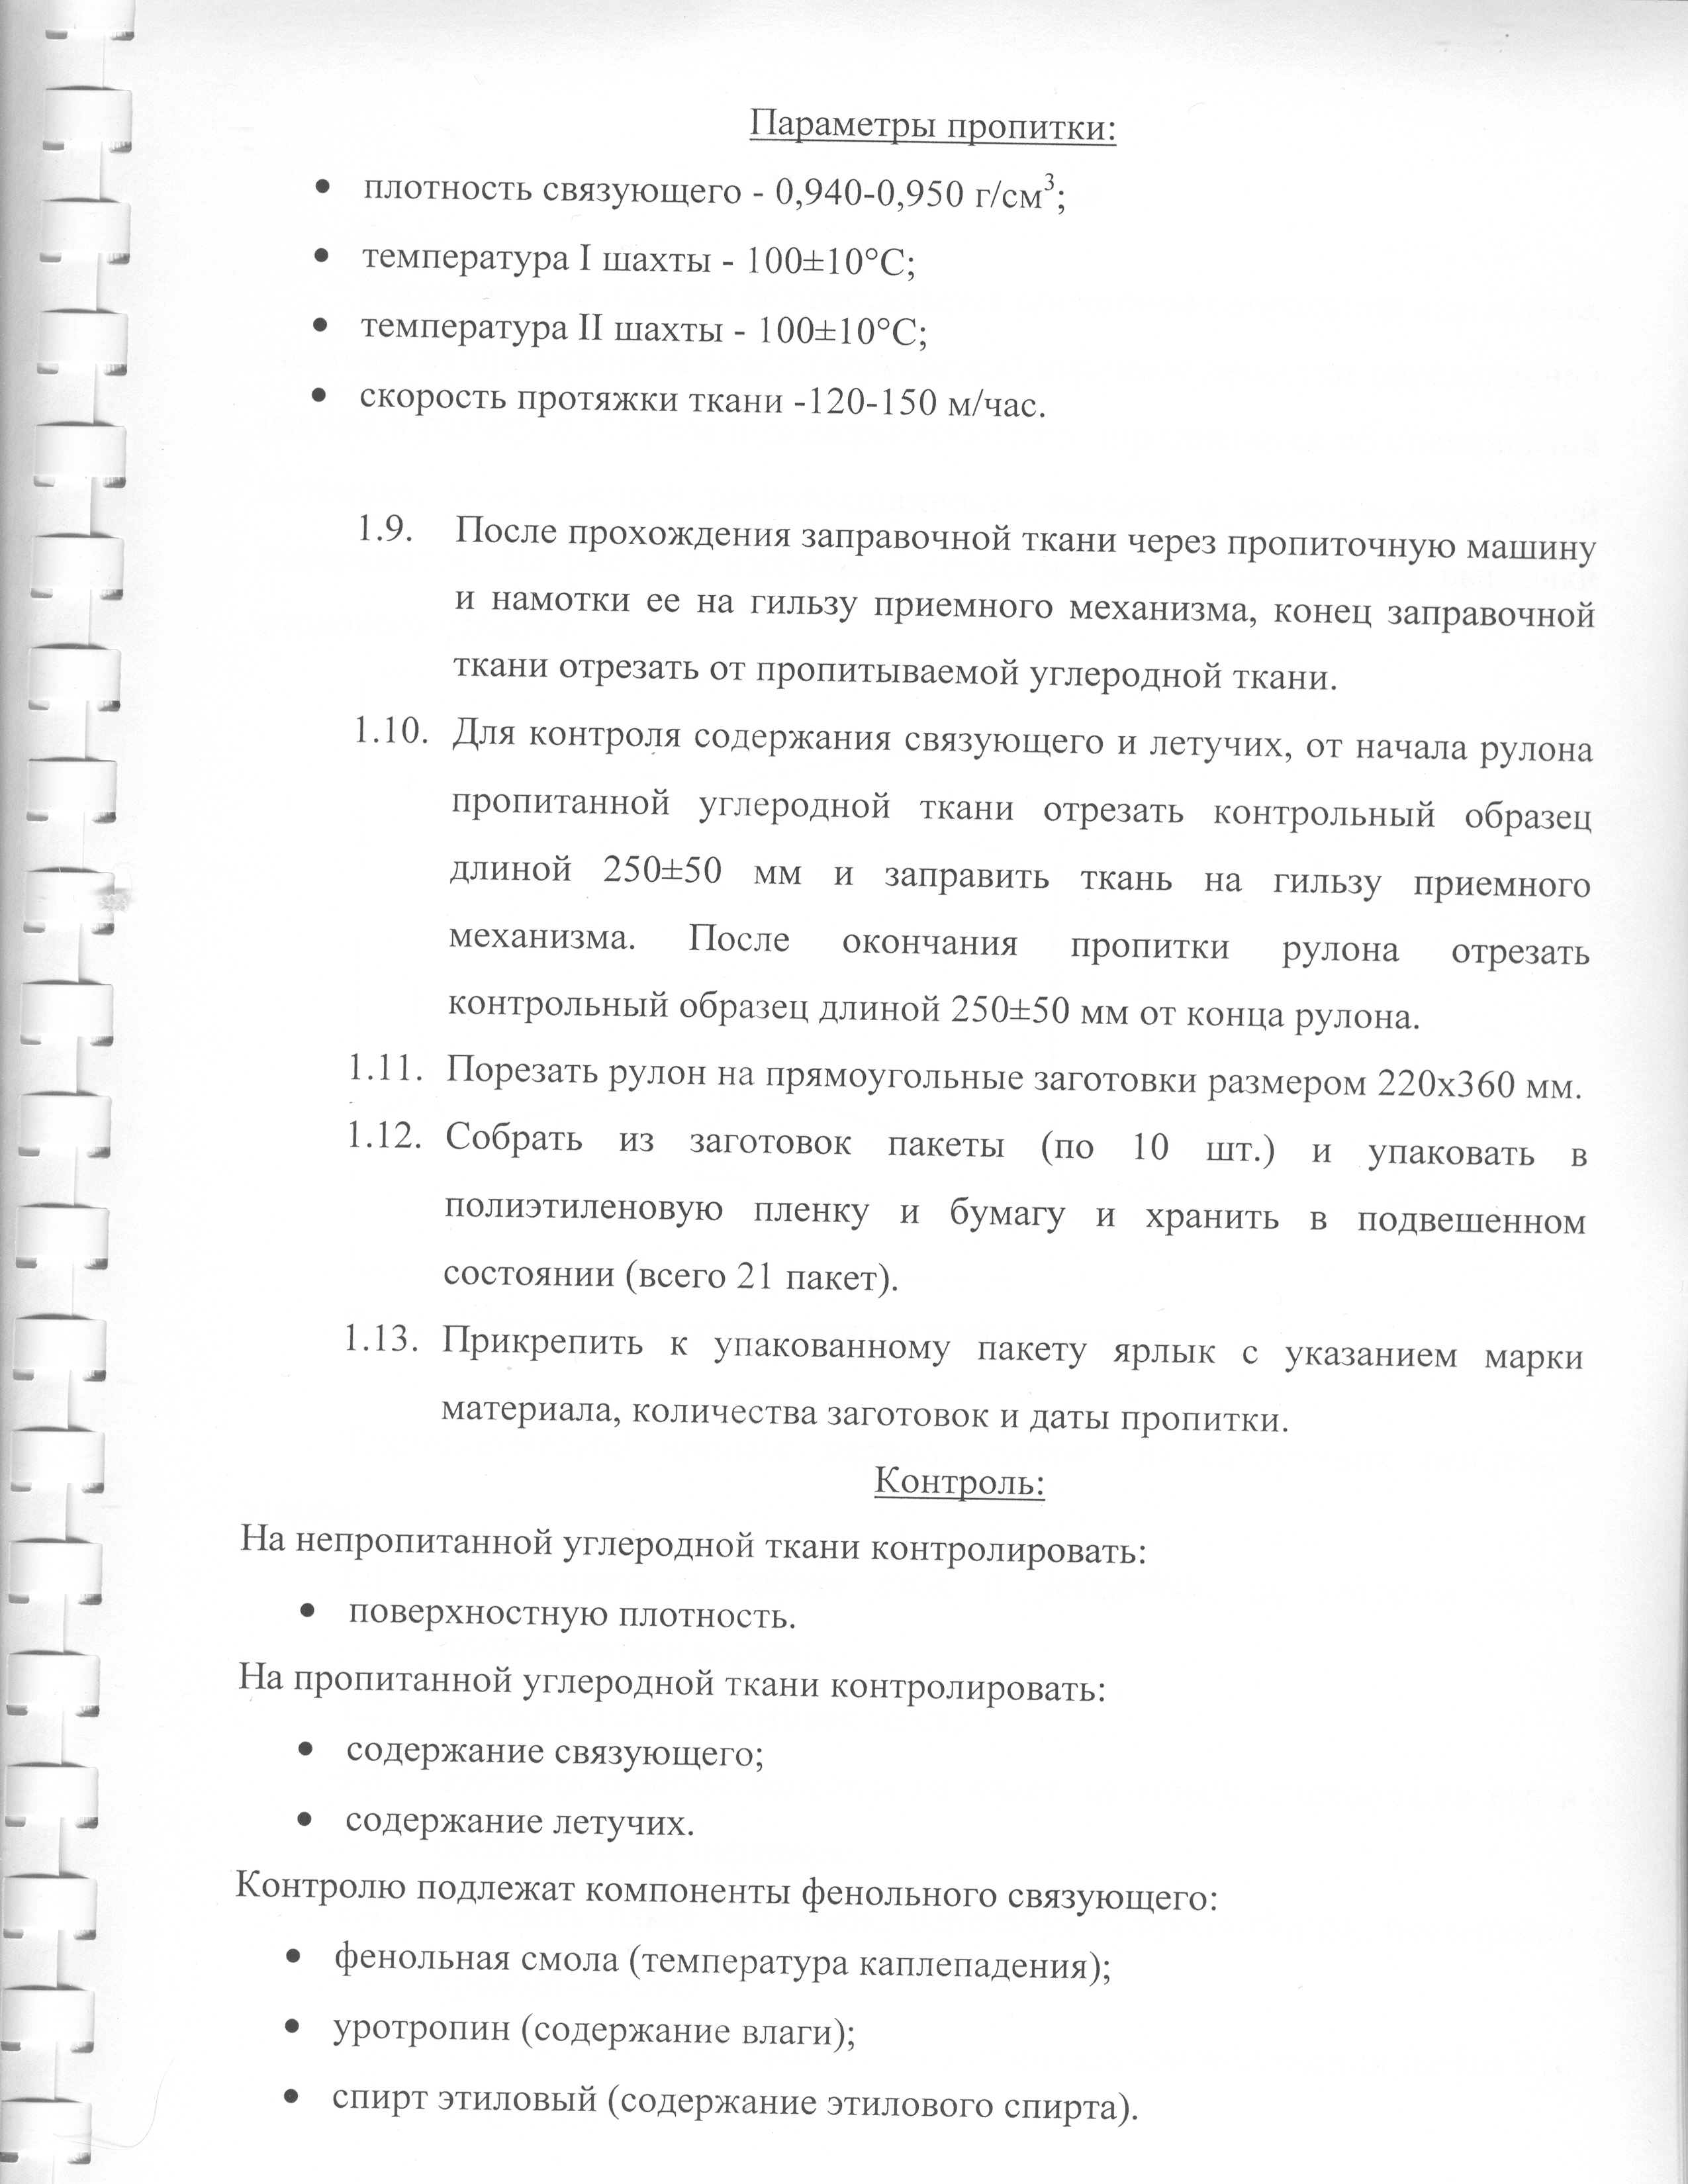 Параметры пропитки:
• плотность связующего - 0,940-0,950 г/см³;
• температура I шахты - 100±10°С;
• температура II шахты - 100±10°С;
• скорость протяжки ткани -120-150 м/час.
1.9. После прохождения заправочной ткани через пропиточную машину
и намотки ее на гильзу приемного механизма, конец заправочной
ткани отрезать от пропитываемой углеродной ткани.
1.10. Для контроля содержания связующего и летучих, от начала рулона
пропитанной углеродной ткани отрезать контрольный образец
длиной 250±50 мм и заправить ткань на гильзу приемного
механизма. После окончания пропитки рулона отрезать
контрольный образец длиной 250±50 мм от конца рулона.
1.11. Порезать рулон на прямоугольные заготовки размером 220х360 мм.
1.12. Собрать из заготовок пакеты (по 10 шт.) и упаковать в
полиэтиленовую пленку и бумагу и хранить в подвешенном
состоянии (всего 21 пакет).
1.13. Прикрепить к упакованному пакету ярлык с указанием марки
материала, количества заготовок и даты пропитки.
Контроль:
На непропитанной углеродной ткани контролировать:
• поверхностную плотность.
На пропитанной углеродной ткани контролировать:
• содержание связующего;
• содержание летучих.
Контролю подлежат компоненты фенольного связующего:
• фенольная смола (температура каплепадения);
• уротропин (содержание влаги);
• спирт этиловый (содержание этилового спирта).